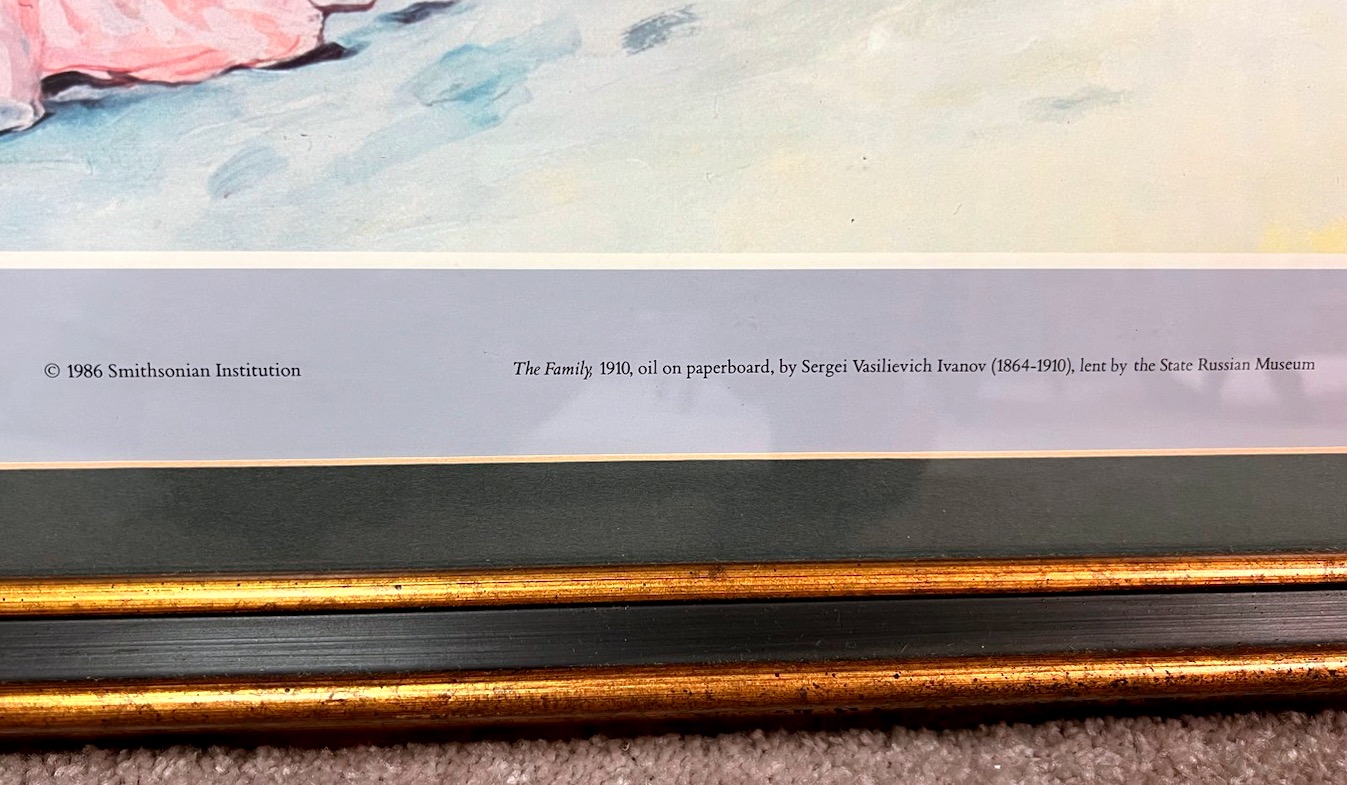 © 1986 Smithsonian Institution
The Family, 1910, oil on paperboard, by Sergei Vasilievich Ivanov (1864-1910), lent by the State Russian Museum